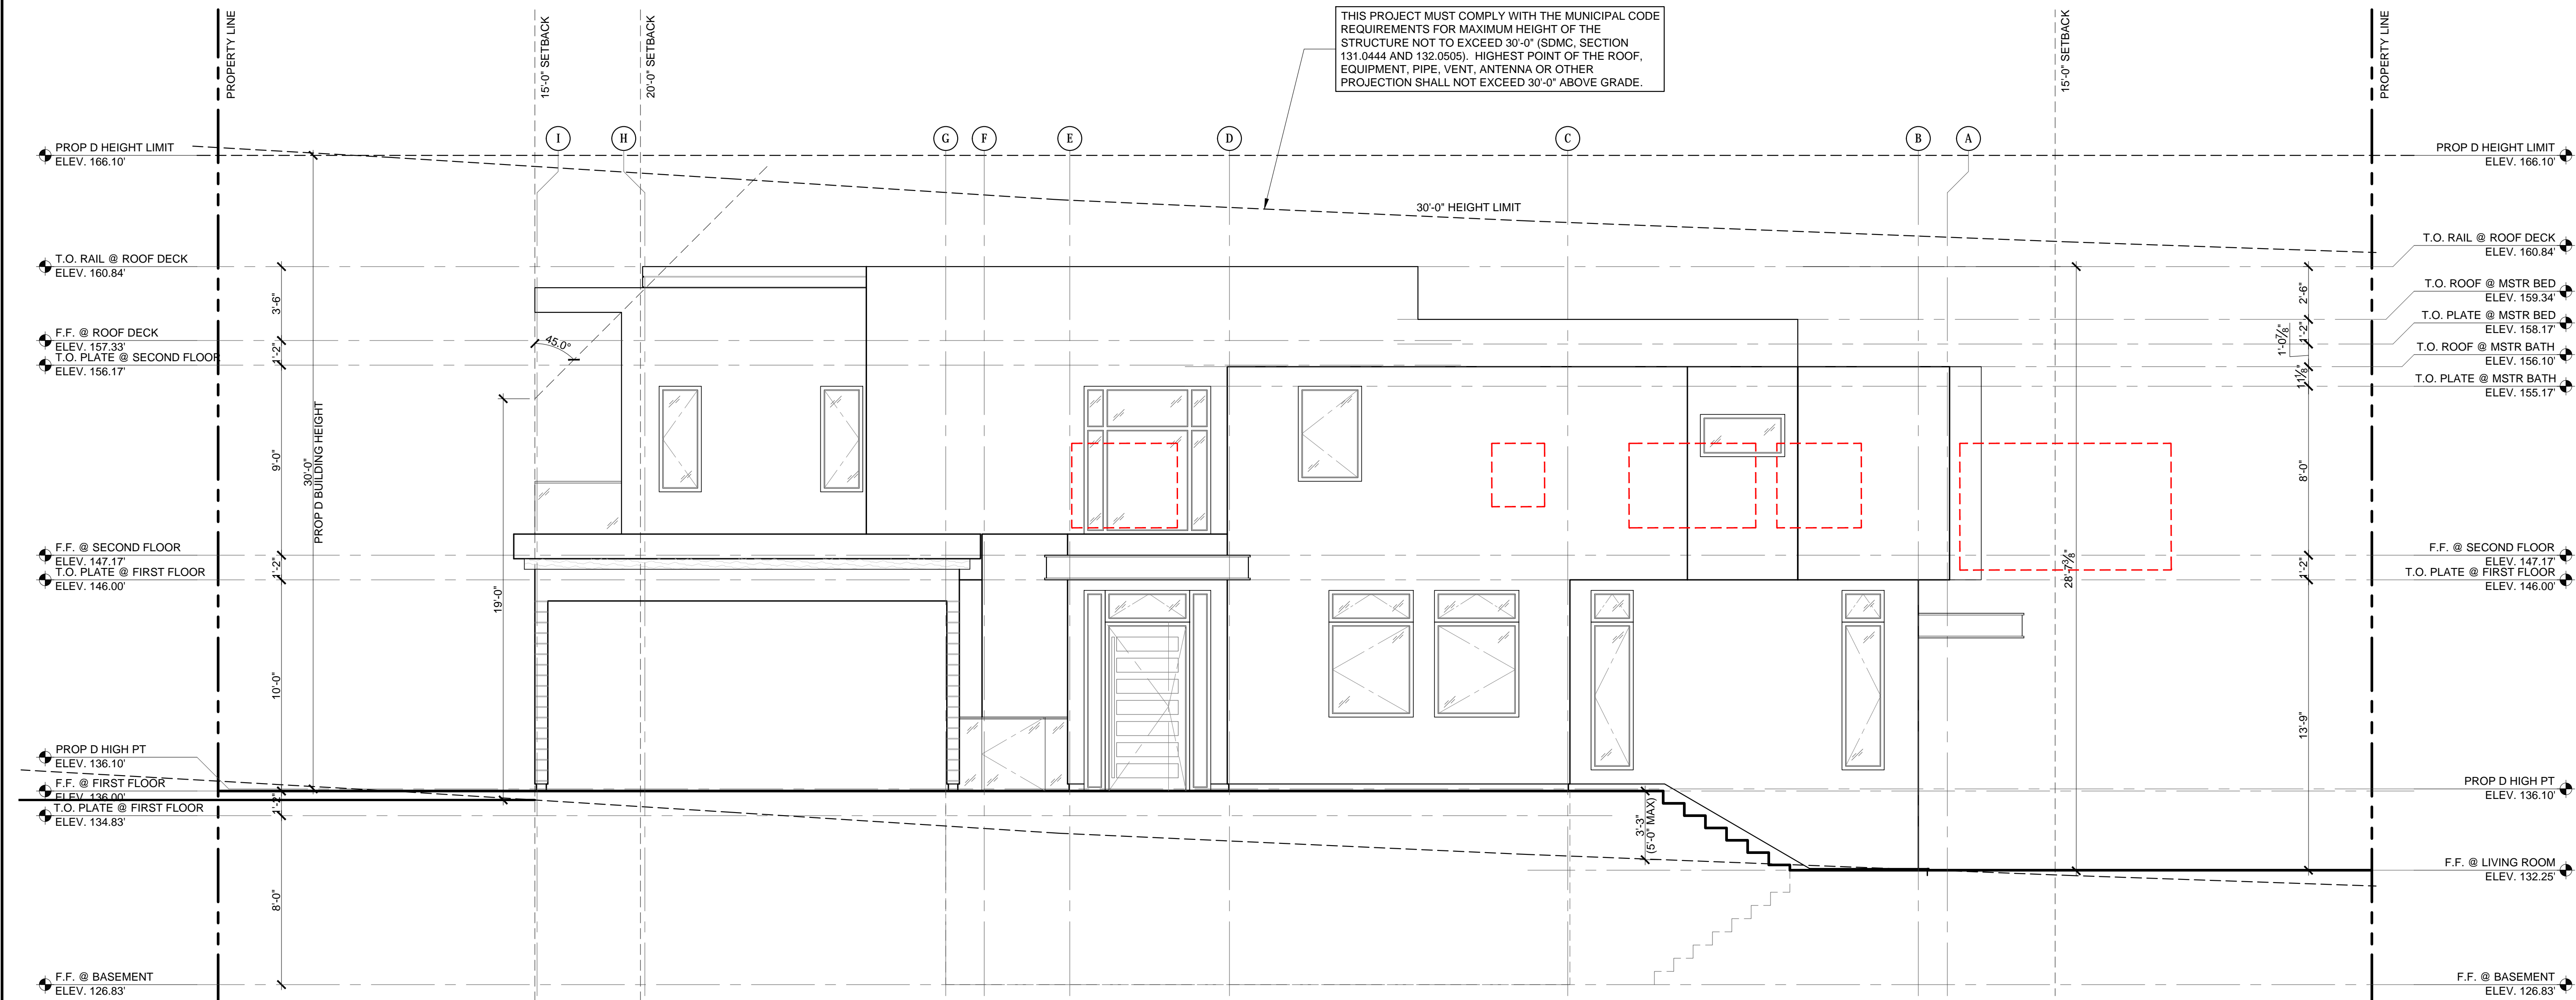 THIS PROJECT MUST COMPLY WITH THE MUNICIPAL CODE
REQUIREMENTS FOR MAXIMUM HEIGHT OF THE
STRUCTURE NOT TO EXCEED 30'-0" (SDMC, SECTION
131.0444 AND 132.0505). HIGHEST POINT OF THE ROOF,
EQUIPMENT, PIPE, VENT, ANTENNA OR OTHER
PROJECTION SHALL NOT EXCEED 30'-0" ABOVE GRADE.
PROPERTY LINE
15'-0" SETBACK
20'-0" SETBACK
15'-0" SETBACK
PROPERTY LINE
I
H
G
F
E
D
C
B
A
PROP D HEIGHT LIMIT
ELEV. 166.10'
T.O. RAIL @ ROOF DECK
ELEV. 160.84'
F.F. @ ROOF DECK
ELEV. 157.33'
T.O. PLATE @ SECOND FLOOR
ELEV. 156.17'
F.F. @ SECOND FLOOR
ELEV. 147.17'
T.O. PLATE @ FIRST FLOOR
ELEV. 146.00'
PROP D HIGH PT
ELEV. 136.10'
F.F. @ FIRST FLOOR
ELEV. 136.00'
T.O. PLATE @ FIRST FLOOR
ELEV. 134.83'
F.F. @ BASEMENT
ELEV. 126.83'
3'-6"
1'-2"
9'-0"
1'-2"
10'-0"
1'-2"
8'-0"
30'-0"
PROP D BUILDING HEIGHT
19'-0"
45.0°
30'-0" HEIGHT LIMIT
3'-3"
(5'-0" MAX)
28'-7⅜"
2'-6"
1'-2"
1'-0⅞"
11⅛"
8'-0"
1'-2"
13'-9"
PROP D HEIGHT LIMIT
ELEV. 166.10'
T.O. RAIL @ ROOF DECK
ELEV. 160.84'
T.O. ROOF @ MSTR BED
ELEV. 159.34'
T.O. PLATE @ MSTR BED
ELEV. 158.17'
T.O. ROOF @ MSTR BATH
ELEV. 156.10'
T.O. PLATE @ MSTR BATH
ELEV. 155.17'
F.F. @ SECOND FLOOR
ELEV. 147.17'
T.O. PLATE @ FIRST FLOOR
ELEV. 146.00'
PROP D HIGH PT
ELEV. 136.10'
F.F. @ LIVING ROOM
ELEV. 132.25'
F.F. @ BASEMENT
ELEV. 126.83'